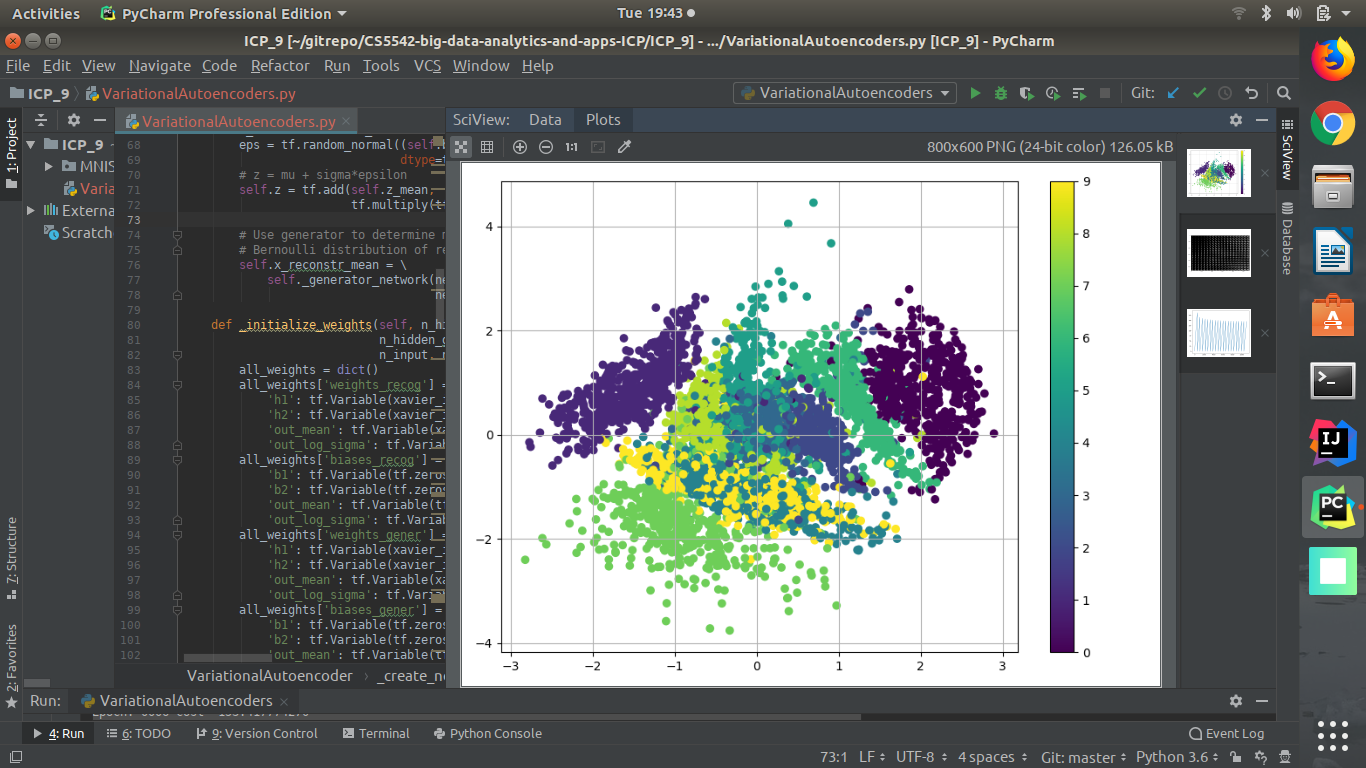 Activities PyCharm Professional Edition Tue 19:43
ICP_9 [~/gitrepo/CS5542-big-data-analytics-and-apps-ICP/ICP_9] - .../VariationalAutoencoders.py [ICP_9] - PyCharm
File Edit View Navigate Code Refactor Run Tools VCS Window Help
ICP_9 VariationalAutoencoders.py VariationalAutoencoders Git:
1: Project
7: Structure
2: Favorites
ICP_9
MNIS
Varia
Externa
Scratche
VariationalAutoencoders.py
68 eps = tf.random_normal((self.
69 dtype=
70 # z = mu + sigma*epsilon
71 self.z = tf.add(self.z_mean,
72 tf.multiply(t
73
74 # Use generator to determine
75 # Bernoulli distribution of re
76 self.x_reconstr_mean = \
77 self._generator_network(ne
78 ne
79
80 def _initialize_weights(self, n_hi
81 n_hidden_
82 n_input,
83 all_weights = dict()
84 all_weights['weights_recog'] =
85 'h1': tf.Variable(xavier_i
86 'h2': tf.Variable(xavier_i
87 'out_mean': tf.Variable(xa
88 'out_log_sigma': tf.Variab
89 all_weights['biases_recog']
90 'b1': tf.Variable(tf.zeros
91 'b2': tf.Variable(tf.zeros
92 'out_mean': tf.Variable(tf
93 'out_log_sigma': tf.Variab
94 all_weights['weights_gener'] =
95 'h1': tf.Variable(xavier_i
96 'h2': tf.Variable(xavier_i
97 'out_mean': tf.Variable(xa
98 'out_log_sigma': tf.Varia
99 all_weights['biases_gener'] =
100 'b1': tf.Variable(tf.zeros
101 'b2': tf.Variable(tf.zeros
102 'out_mean': tf.Variable(tf
VariationalAutoencoder _create_ne
SciView: Data Plots
1:1 800x600 PNG (24-bit color) 126.05 kB
4
2
0
−2
−4
−3 −2 −1 0 1 2 3
9
8
7
6
5
4
3
2
1
0
SciView
Database
Run: VariationalAutoencoders
4: Run 6: TODO 9: Version Control Terminal Python Console Event Log
73:1 LF UTF-8 4 spaces Git: master Python 3.6